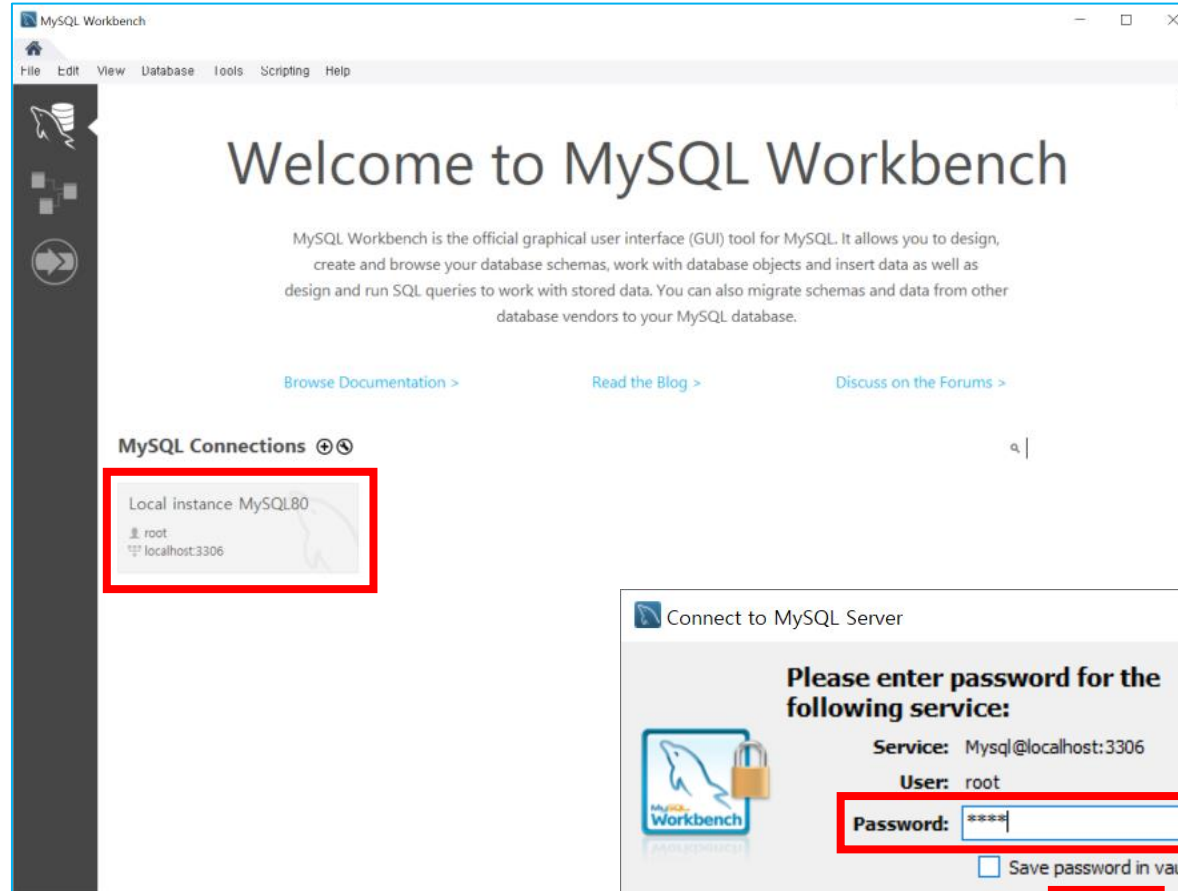 MySQL Workbench
File Edit View Database Tools Scripting Help
Welcome to MySQL Workbench
MySQL Workbench is the official graphical user interface (GUI) tool for MySQL. It allows you to design,
create and browse your database schemas, work with database objects and insert data as well as
design and run SQL queries to work with stored data. You can also migrate schemas and data from other
database vendors to your MySQL database.
Browse Documentation > Read the Blog > Discuss on the Forums >
MySQL Connections
Local instance MySQL80
root
localhost:3306
Connect to MySQL Server
Please enter password for the
following service:
Service: Mysql@localhost:3306
User: root
MySQL
Workbench
Password: ****
Save password in vau